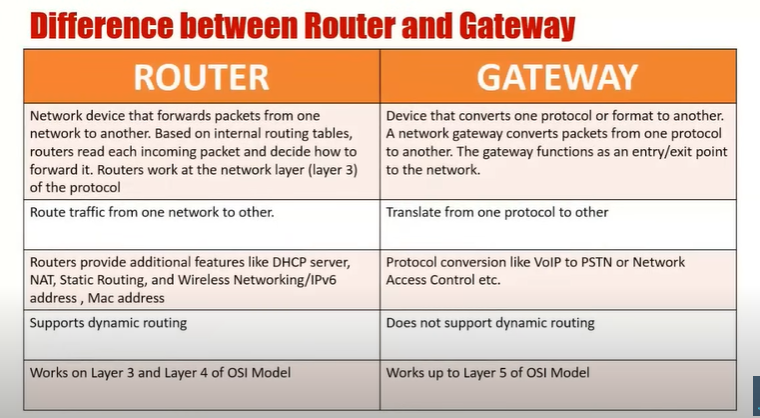 Difference between Router and Gateway
ROUTER
GATEWAY
Network device that forwards packets from one
network to another. Based on internal routing tables,
routers read each incoming packet and decide how to
forward it. Routers work at the network layer (layer 3)
of the protocol
Device that converts one protocol or format to another.
A network gateway converts packets from one protocol
to another. The gateway functions as an entry/exit point
to the network.
Route traffic from one network to other.
Translate from one protocol to other
Routers provide additional features like DHCP server,
NAT, Static Routing, and Wireless Networking/IPv6
address , Mac address
Protocol conversion like VoIP to PSTN or Network
Access Control etc.
Supports dynamic routing
Does not support dynamic routing
Works on Layer 3 and Layer 4 of OSI Model
Works up to Layer 5 of OSI Model